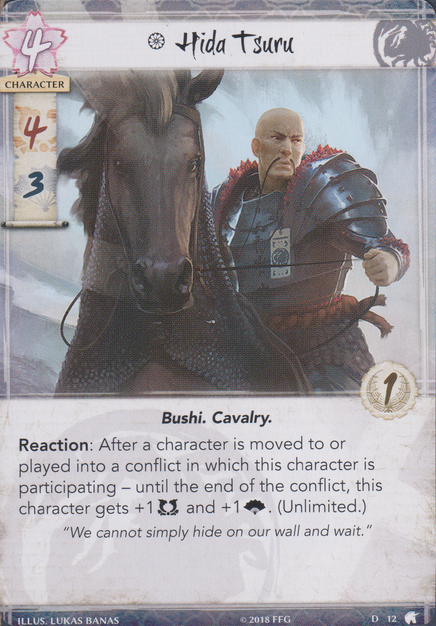 4
Hida Tsuru
CHARACTER
4
3
1
Bushi. Cavalry.
Reaction: After a character is moved to or
played into a conflict in which this character is
participating – until the end of the conflict, this
character gets +1 and +1. (Unlimited.)
“We cannot simply hide on our wall and wait.”
ILLUS. LUKAS BANAS © 2018 FFG D 12